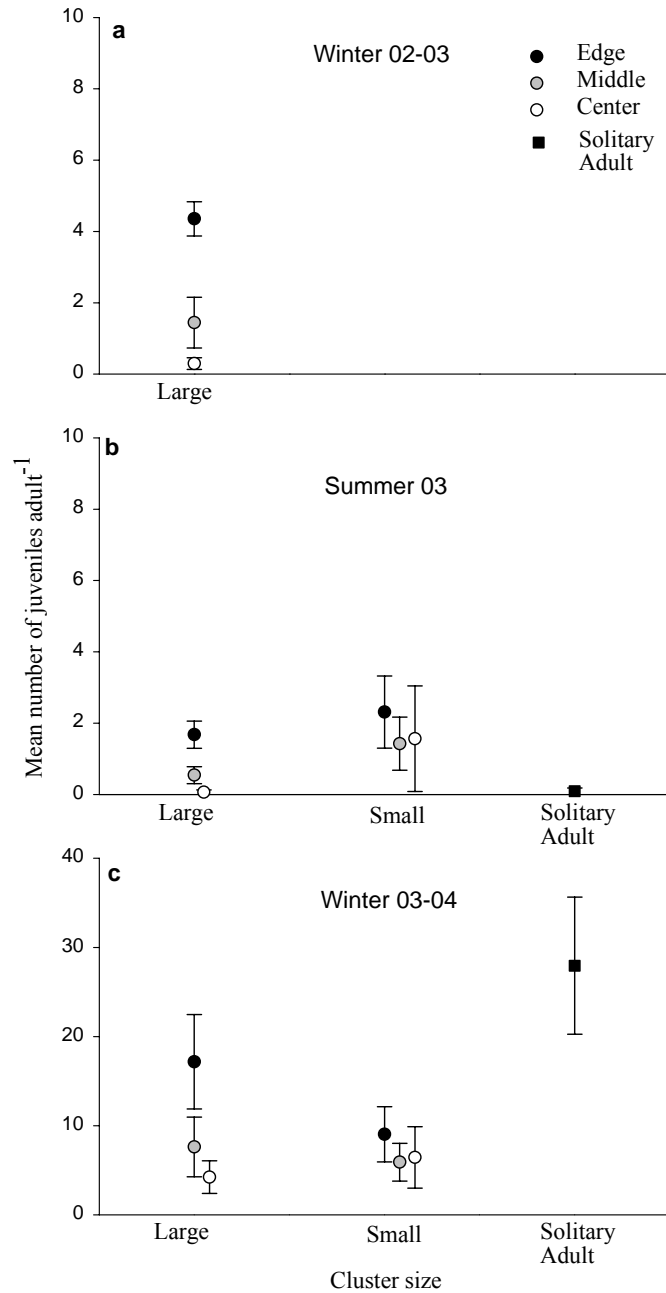 a
Winter 02-03
Edge
Middle
Center
Solitary
Adult
10
8
6
4
2
0
Large
b
Summer 03
10
8
6
4
2
0
Large
Small
Solitary
Adult
Mean number of juveniles adult-1
c
Winter 03-04
40
30
20
10
0
Large
Small
Solitary
Adult
Cluster size